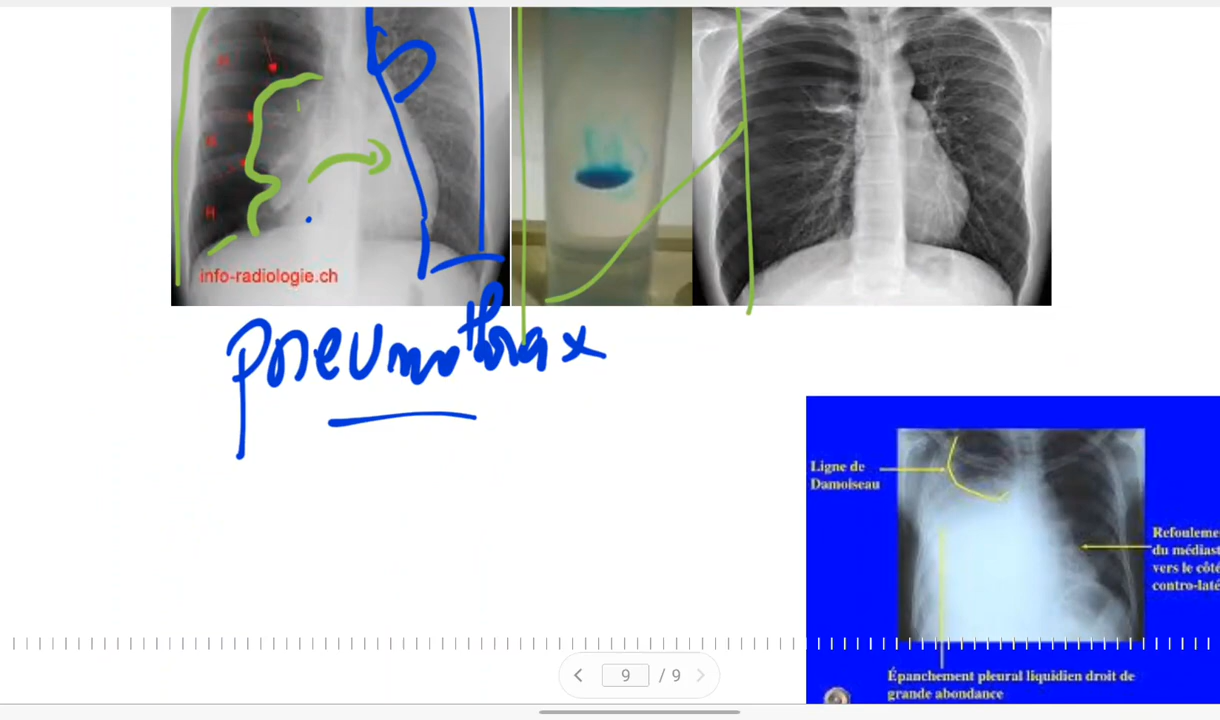 info-radiologie.ch
pneumothorax
Ligne de
Damoiseau
Refouleme
du médiast
vers le côté
contro-laté
Épanchement pleural liquidien droit de
grande abondance
9 / 9